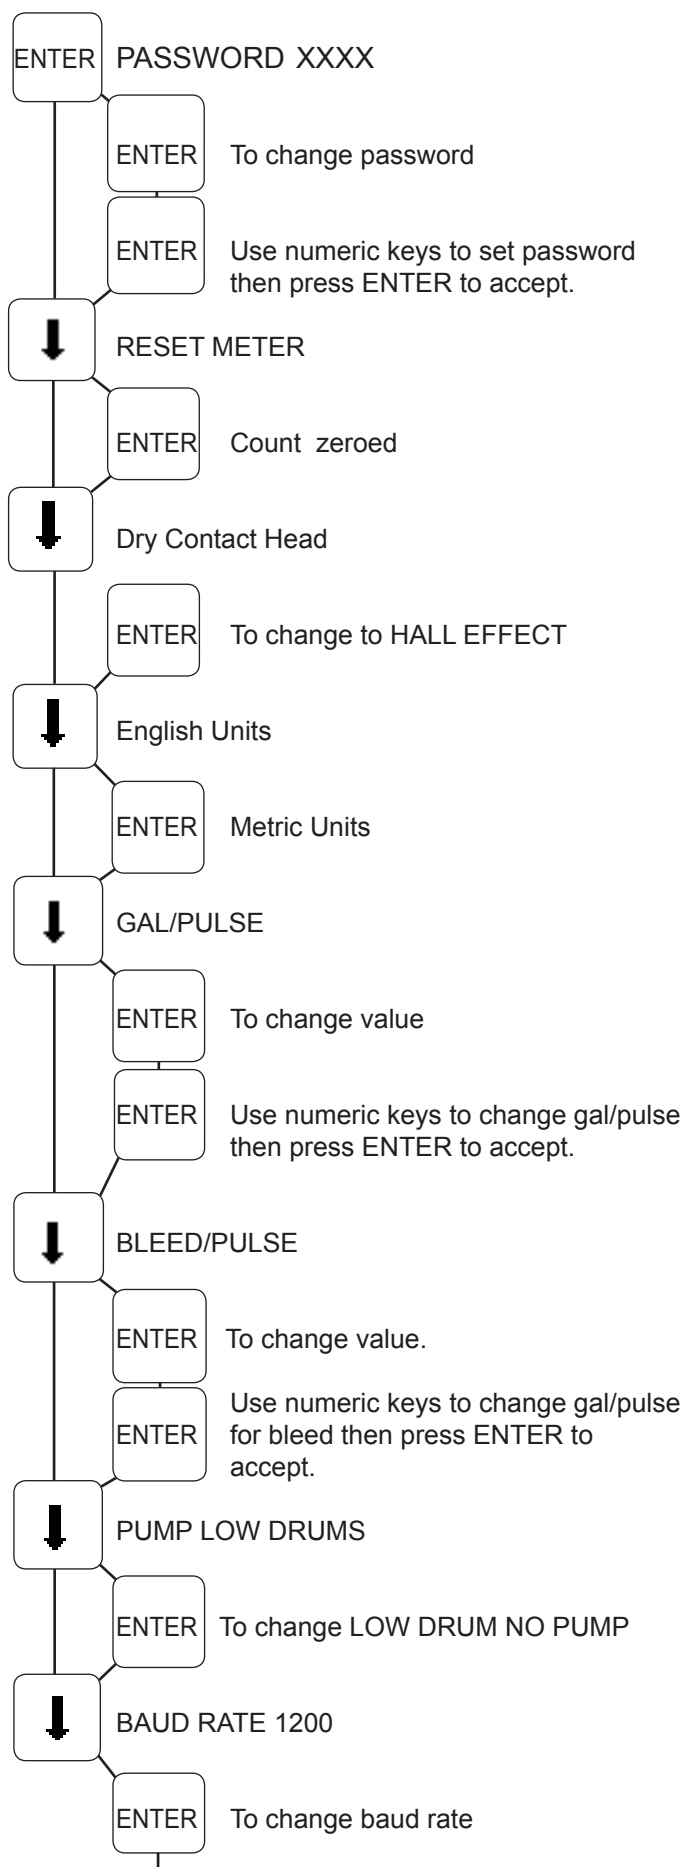 ENTER PASSWORD XXXX
ENTER To change password
ENTER Use numeric keys to set password
then press ENTER to accept.
RESET METER
ENTER Count zeroed
Dry Contact Head
ENTER To change to HALL EFFECT
English Units
ENTER Metric Units
GAL/PULSE
ENTER To change value
ENTER Use numeric keys to change gal/pulse
then press ENTER to accept.
BLEED/PULSE
ENTER To change value.
Use numeric keys to change gal/pulse
ENTER for bleed then press ENTER to
accept.
PUMP LOW DRUMS
ENTER To change LOW DRUM NO PUMP
BAUD RATE 1200
ENTER To change baud rate